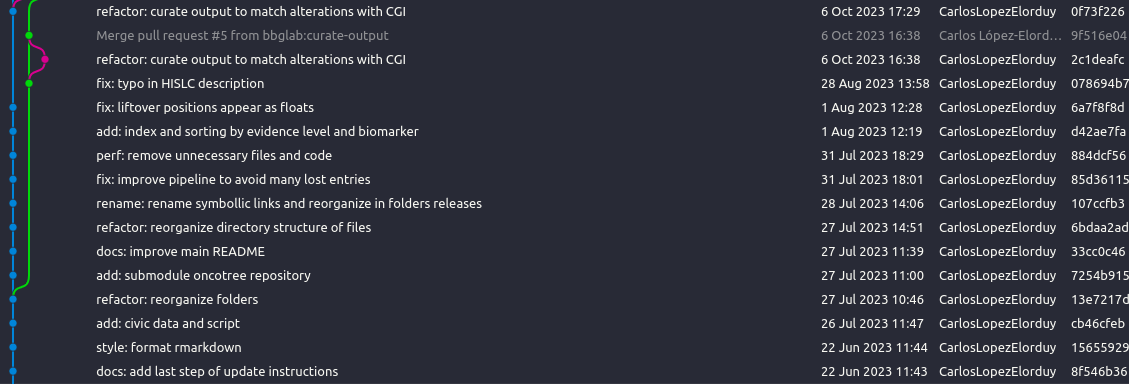 refactor: curate output to match alterations with CGI 6 Oct 2023 17:29 CarlosLopezElorduy 0f73f226
Merge pull request #5 from bbglab:curate-output 6 Oct 2023 16:38 Carlos López-Elord… 9f516e04
refactor: curate output to match alterations with CGI 6 Oct 2023 16:38 CarlosLopezElorduy 2c1deafc
fix: typo in HISLC description 28 Aug 2023 13:58 CarlosLopezElorduy 078694b7
fix: liftover positions appear as floats 1 Aug 2023 12:28 CarlosLopezElorduy 6a7f8f8d
add: index and sorting by evidence level and biomarker 1 Aug 2023 12:19 CarlosLopezElorduy d42ae7fa
perf: remove unnecessary files and code 31 Jul 2023 18:29 CarlosLopezElorduy 884dcf56
fix: improve pipeline to avoid many lost entries 31 Jul 2023 18:01 CarlosLopezElorduy 85d36115
rename: rename symbollic links and reorganize in folders releases 28 Jul 2023 14:06 CarlosLopezElorduy 107ccfb3
refactor: reorganize directory structure of files 27 Jul 2023 14:51 CarlosLopezElorduy 6bdaa2ad
docs: improve main README 27 Jul 2023 11:39 CarlosLopezElorduy 33cc0c46
add: submodule oncotree repository 27 Jul 2023 11:00 CarlosLopezElorduy 7254b915
refactor: reorganize folders 27 Jul 2023 10:46 CarlosLopezElorduy 13e7217d
add: civic data and script 26 Jul 2023 11:47 CarlosLopezElorduy cb46cfeb
style: format rmarkdown 22 Jun 2023 11:44 CarlosLopezElorduy 15655929
docs: add last step of update instructions 22 Jun 2023 11:43 CarlosLopezElorduy 8f546b36